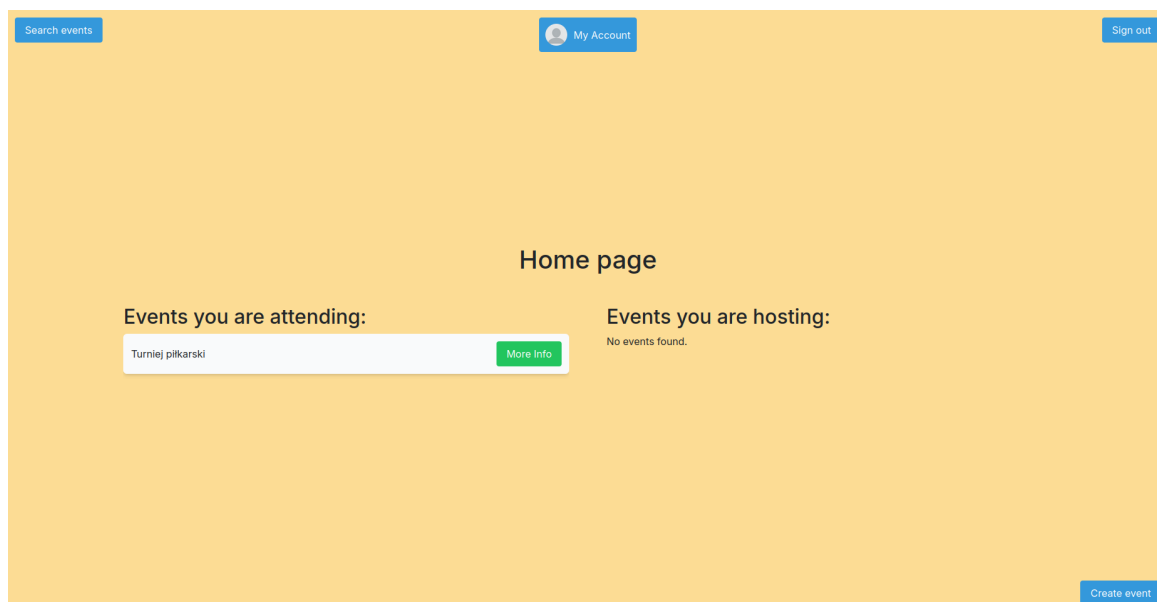 Search events
My Account
Sign out
Home page
Events you are attending:
Turniej piłkarski
More Info
Events you are hosting:
No events found.
Create event